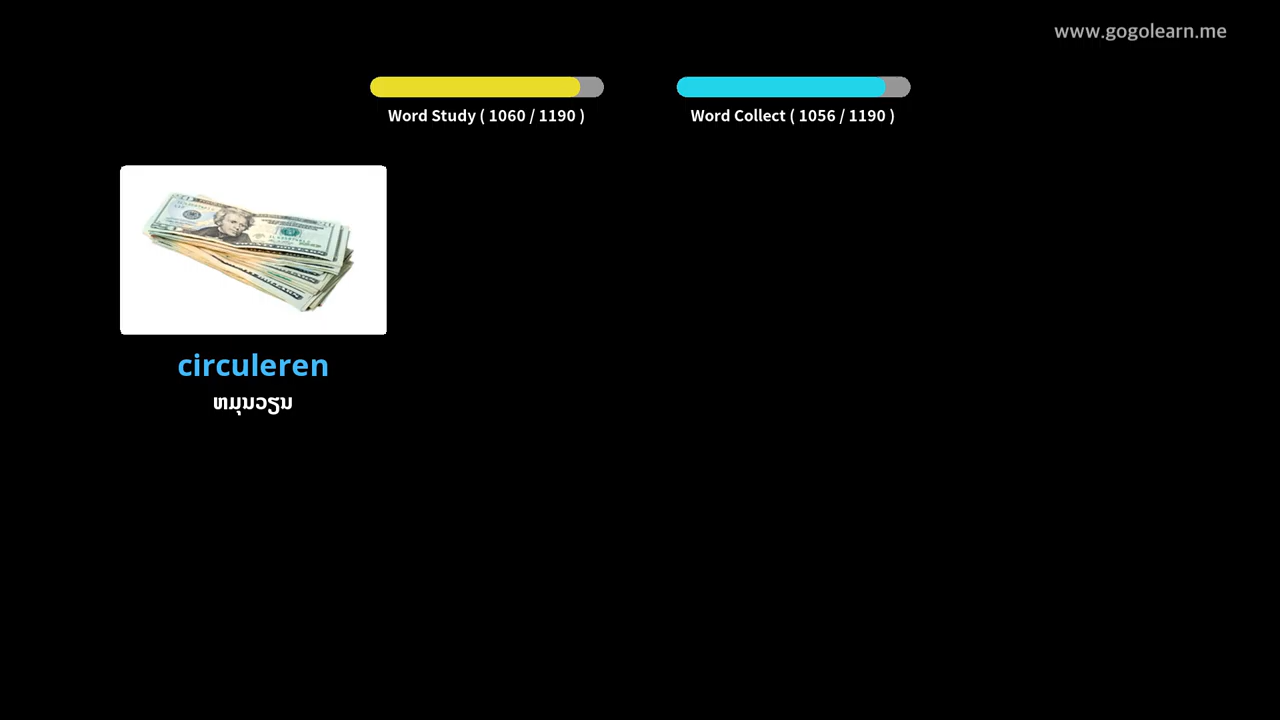 www.gogolearn.me
Word Study ( 1060 / 1190 )
Word Collect ( 1056 / 1190 )
circuleren
ຫມຸນວຽນ